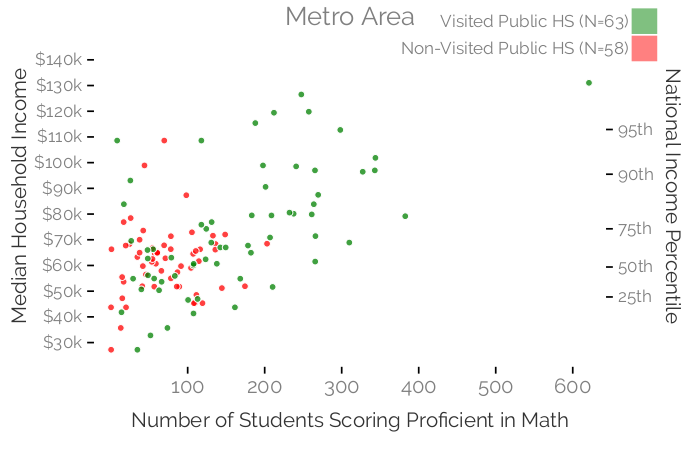 Metro Area
Visited Public HS (N=63)
Non-Visited Public HS (N=58)
Median Household Income
$140k
$130k
$120k
$110k
$100k
$90k
$80k
$70k
$60k
$50k
$40k
$30k
National Income Percentile
95th
90th
75th
50th
25th
100 200 300 400 500 600
Number of Students Scoring Proficient in Math